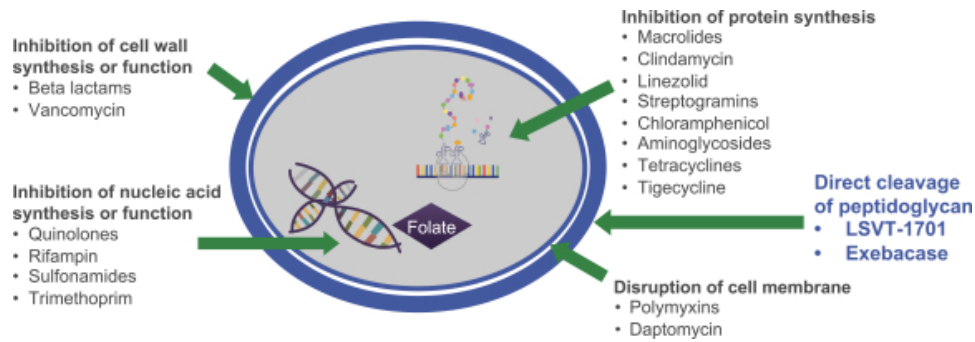 Inhibition of cell wall
synthesis or function
• Beta lactams
• Vancomycin
Inhibition of nucleic acid
synthesis or function
• Quinolones
• Rifampin
• Sulfonamides
• Trimethoprim
Folate
Inhibition of protein synthesis
• Macrolides
• Clindamycin
• Linezolid
• Streptogramins
• Chloramphenicol
• Aminoglycosides
• Tetracyclines
• Tigecycline
Direct cleavage
of peptidoglycan
• LSVT-1701
• Exebacase
Disruption of cell membrane
• Polymyxins
• Daptomycin